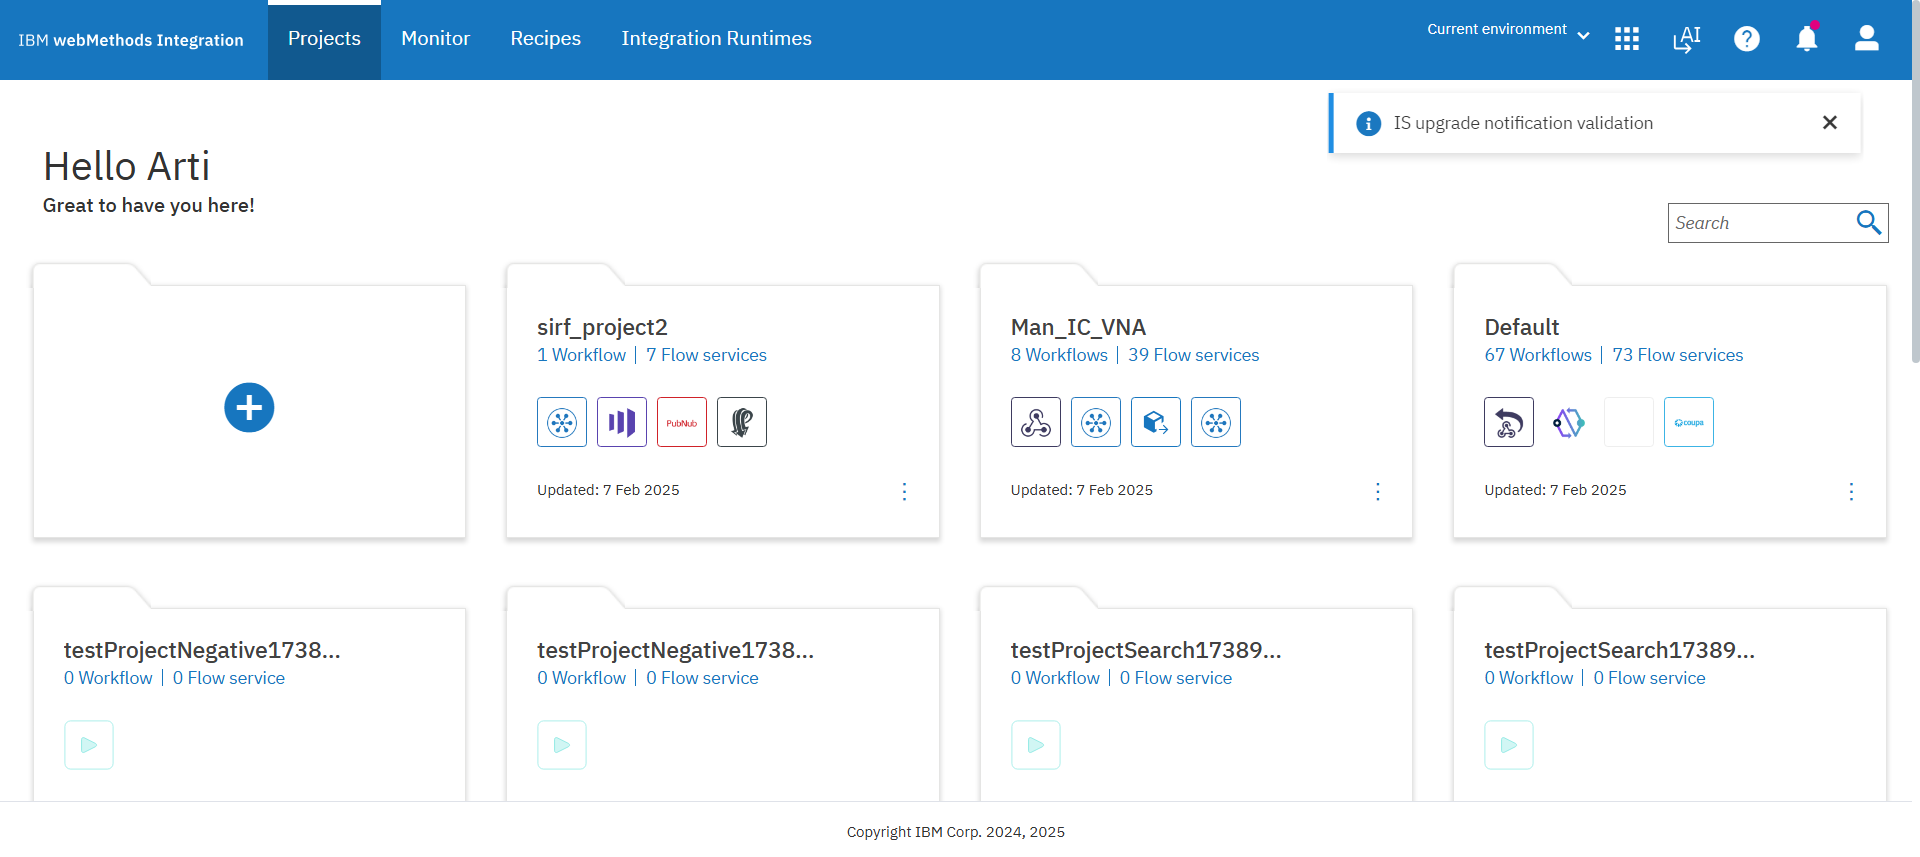 IBM webMethods Integration
Projects
Monitor
Recipes
Integration Runtimes
Current environment
AI
IS upgrade notification validation
Hello Arti
Great to have you here!
Search
sirf_project2
1 Workflow | 7 Flow services
PubNub
Updated: 7 Feb 2025
Man_IC_VNA
8 Workflows | 39 Flow services
Updated: 7 Feb 2025
Default
67 Workflows | 73 Flow services
coupa
Updated: 7 Feb 2025
testProjectNegative1738...
0 Workflow | 0 Flow service
testProjectNegative1738...
0 Workflow | 0 Flow service
testProjectSearch17389...
0 Workflow | 0 Flow service
testProjectSearch17389...
0 Workflow | 0 Flow service
Copyright IBM Corp. 2024, 2025